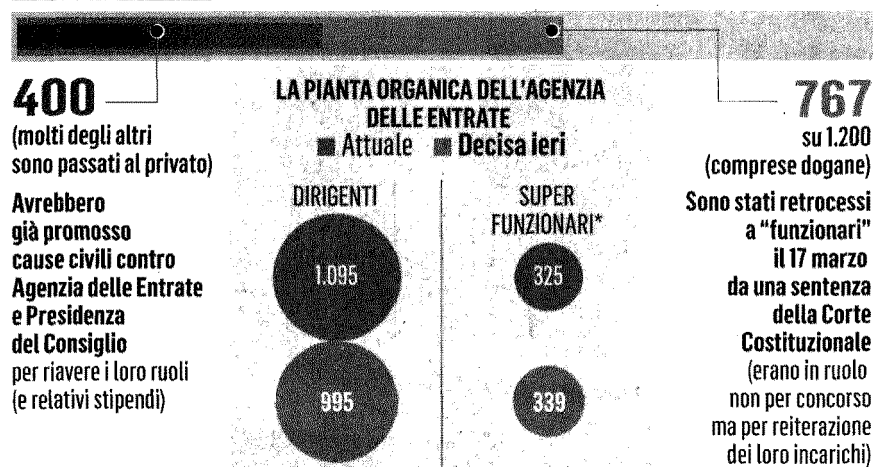 400
(molti degli altri
sono passati al privato)
Avrebbero
già promosso
cause civili contro
Agenzia delle Entrate
e Presidenza
del Consiglio
per riavere i loro ruoli
(e relativi stipendi)
LA PIANTA ORGANICA DELL'AGENZIA
DELLE ENTRATE
Attuale Decisa ieri
DIRIGENTI
1.095
995
SUPER
FUNZIONARI*
325
339
767
su 1.200
(comprese dogane)
Sono stati retrocessi
a "funzionari"
il 17 marzo
da una sentenza
della Corte
Costituzionale
(erano in ruolo
non per concorso
ma per reiterazione
dei loro incarichi)